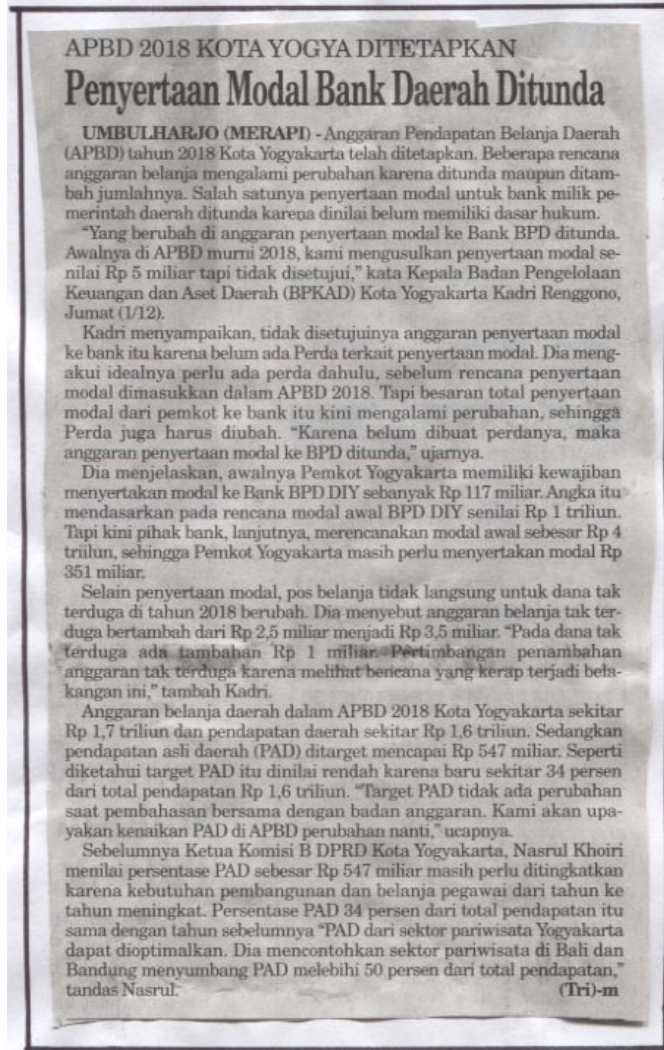 APBD 2018 KOTA YOGYA DITETAPKAN
Penyertaan Modal Bank Daerah Ditunda
UMBULHARJO (MERAPI) - Anggaran Pendapatan Belanja Daerah
(APBD) tahun 2018 Kota Yogyakarta telah ditetapkan. Beberapa rencana
anggaran belanja mengalami perubahan karena ditunda maupun ditam-
bah jumlahnya. Salah satunya penyertaan modal untuk bank milik pe-
merintah daerah ditunda karena dinilai belum memiliki dasar hukum.
"Yang berubah di anggaran penyertaan modal ke Bank BPD ditunda.
Awalnya di APBD murni 2018, kami mengusulkan penyertaan modal se-
nilai Rp 5 miliar tapi tidak disetujui," kata Kepala Badan Pengelolaan
Keuangan dan Aset Daerah (BPKAD) Kota Yogyakarta Kadri Renggono,
Jumat (1/12).
Kadri menyampaikan, tidak disetujuinya anggaran penyertaan modal
ke bank itu karena belum ada Perda terkait penyertaan modal. Dia meng-
akui idealnya perlu ada perda dahulu, sebelum rencana penyertaan
modal dimasukkan dalam APBD 2018. Tapi besaran total penyertaan
modal dari pemkot ke bank itu kini mengalami perubahan, sehingga
Perda juga harus diubah. "Karena belum dibuat perdanya, maka
anggaran penyertaan modal ke BPD ditunda," ujarnya.
Dia menjelaskan, awalnya Pemkot Yogyakarta memiliki kewajiban
menyertakan modal ke Bank BPD DIY sebanyak Rp 117 miliar. Angka itu
mendasarkan pada rencana modal awal BPD DIY senilai Rp 1 triliun.
Tapi kini pihak bank, lanjutnya, merencanakan modal awal sebesar Rp 4
triilun, sehingga Pemkot Yogyakarta masih perlu menyertakan modal Rp
351 miliar.
Selain penyertaan modal, pos belanja tidak langsung untuk dana tak
terduga di tahun 2018 berubah. Dia menyebut anggaran belanja tak ter-
duga bertambah dari Rp 2,5 miliar menjadi Rp 3,5 miliar. "Pada dana tak
terduga ada tambahan Rp 1 miliar. Pertimbangan penambahan
anggaran tak terduga karena melihat bencana yang kerap terjadi bela-
kangan ini," tambah Kadri.
Anggaran belanja daerah dalam APBD 2018 Kota Yogyakarta sekitar
Rp 1,7 triliun dan pendapatan daerah sekitar Rp 1,6 triliun. Sedangkan
pendapatan asli daerah (PAD) ditarget mencapai Rp 547 miliar. Seperti
diketahui target PAD itu dinilai rendah karena baru sekitar 34 persen
dari total pendapatan Rp 1,6 triliun. "Target PAD tidak ada perubahan
saat pembahasan bersama dengan badan anggaran. Kami akan upa-
yakan kenaikan PAD di APBD perubahan nanti," ucapnya.
Sebelumnya Ketua Komisi B DPRD Kota Yogyakarta, Nasrul Khoiri
menilai persentase PAD sebesar Rp 547 miliar masih perlu ditingkatkan
karena kebutuhan pembangunan dan belanja pegawai dari tahun ke
tahun meningkat. Persentase PAD 34 persen dari total pendapatan itu
sama dengan tahun sebelumnya "PAD dari sektor pariwisata Yogyakarta
dapat dioptimalkan. Dia mencontohkan sektor pariwisata di Bali dan
Bandung menyumbang PAD melebihi 50 persen dari total pendapatan,"
tandas Nasrul. (Tri)-m